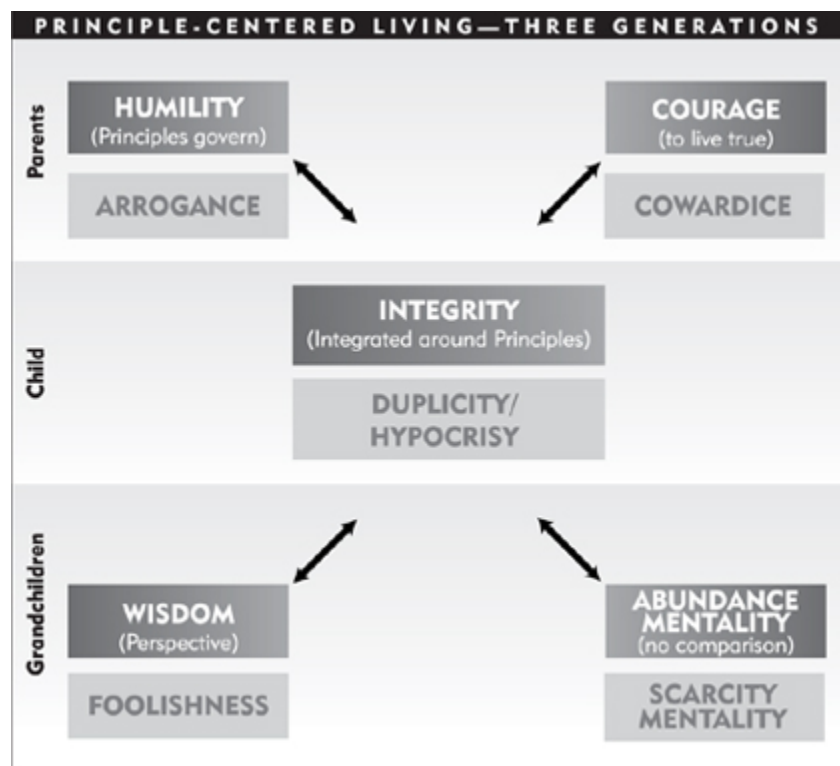 PRINCIPLE-CENTERED LIVING—THREE GENERATIONS
Parents
HUMILITY
(Principles govern)
ARROGANCE
COURAGE
(to live true)
COWARDICE
Child
INTEGRITY
(Integrated around Principles)
DUPLICITY/
HYPOCRISY
Grandchildren
WISDOM
(Perspective)
FOOLISHNESS
ABUNDANCE
MENTALITY
(no comparison)
SCARCITY
MENTALITY